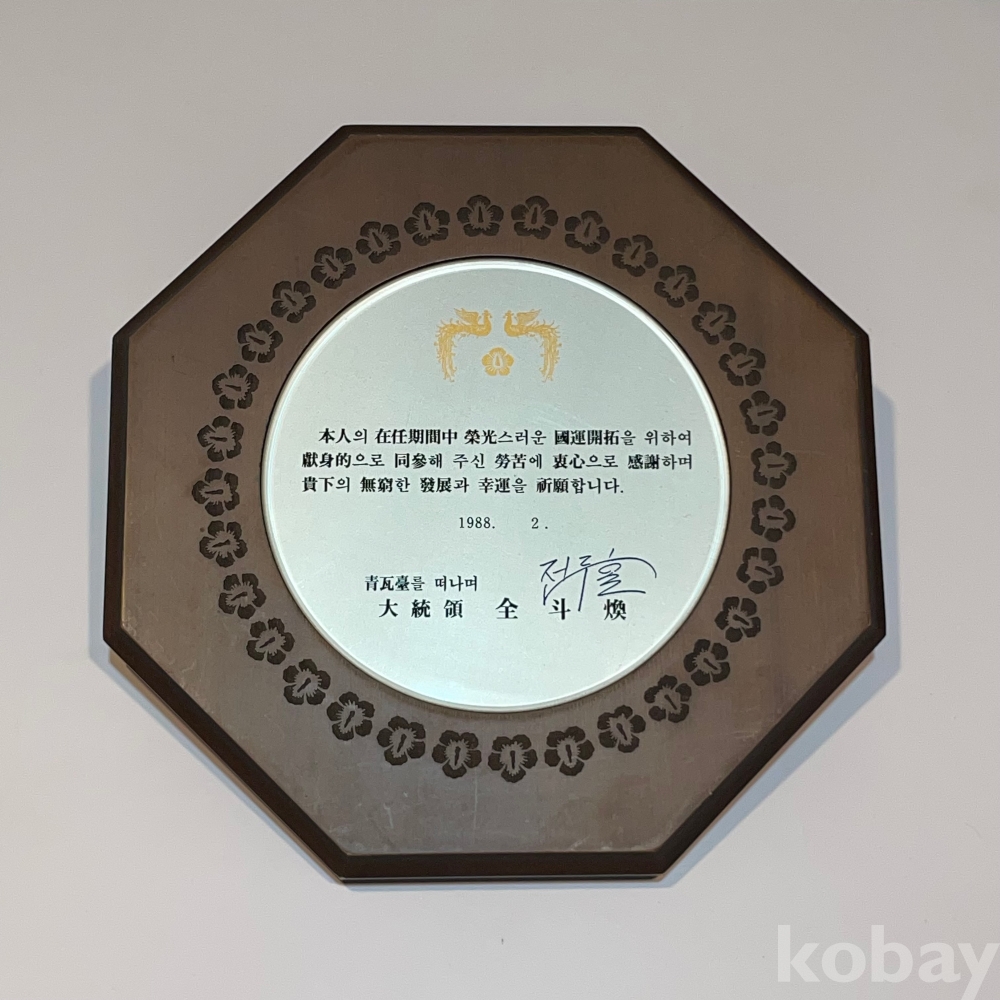 本人의 在任期間中 榮光스러운 國運開拓을 위하여
獻身的으로 同參해 주신 勞苦에 衷心으로 感謝하며
貴下의 無窮한 發展과 幸運을 祈願합니다.
1988. 2.
靑瓦臺를 떠나며
전두환
大統領 全斗煥
kobay